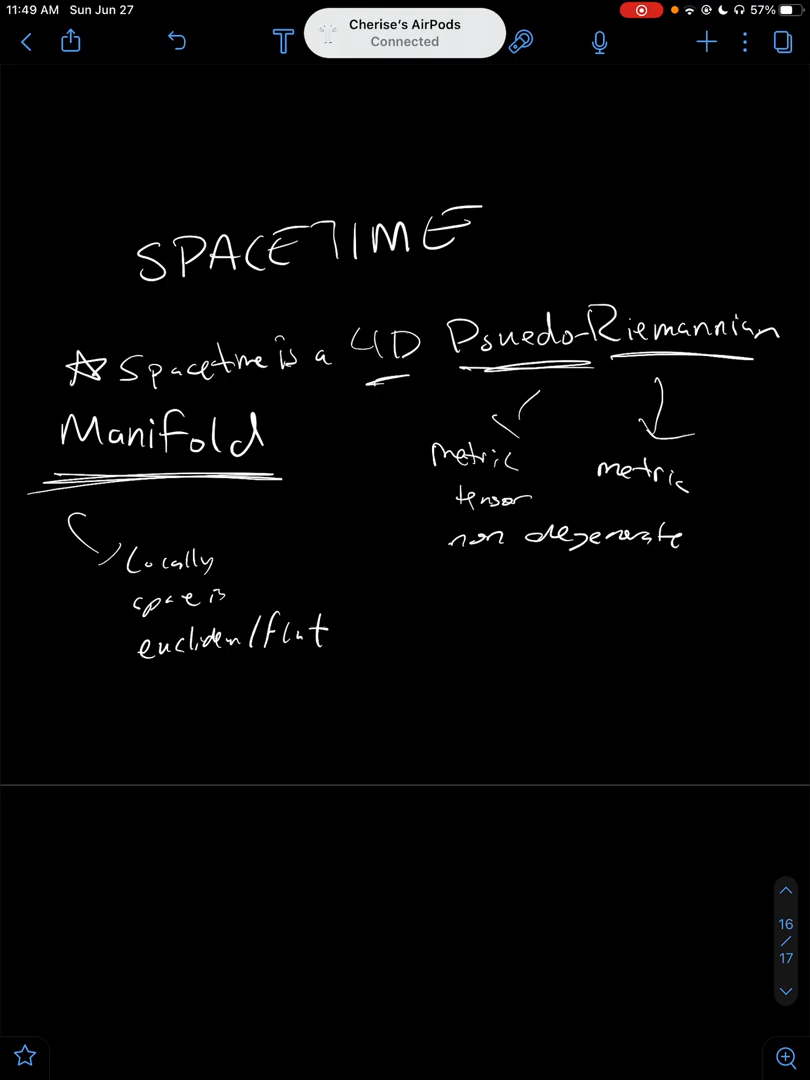 11:49 AM Sun Jun 27
57%
Cherise's AirPods
Connected
SPACETIME
Spacetime is a 4D Psuedo-Riemannian
Manifold
metric
tensor
non degenerate
metric
Locally
space is
eucliden/flat
16
/
17